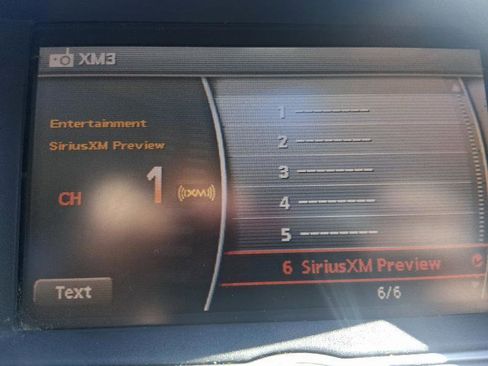 XM3
Entertainment
SiriusXM Preview
CH 1 ((XM))
1 ----------
2 ----------
3 ----------
4 ----------
5 ----------
6 SiriusXM Preview
Text
6/6